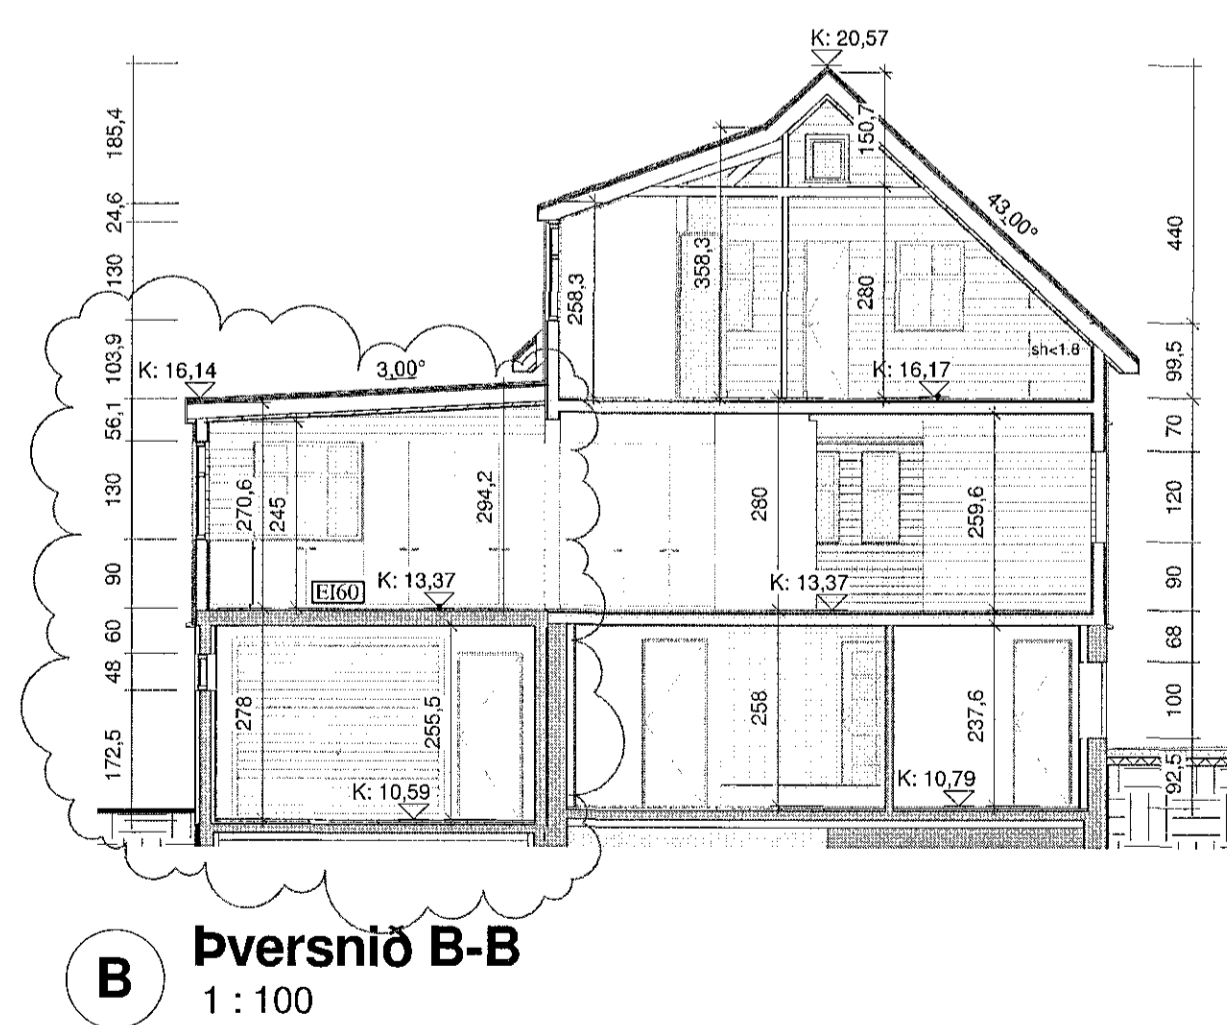 K: 20,57
185,4
150,7
24,6
43,00°
440
130
358,3
258,3
280
103,9
sh<1.8
99,5
K: 16,14
3,00°
K: 16,17
56,1
70
130
270,6
245
294,2
280
259,6
120
90
EI60
K: 13,37
K: 13,37
90
60
68
48
278
255,5
258
237,6
100
172,5
K: 10,59
K: 10,79
92,5
B
Þversnið B-B
1 : 100